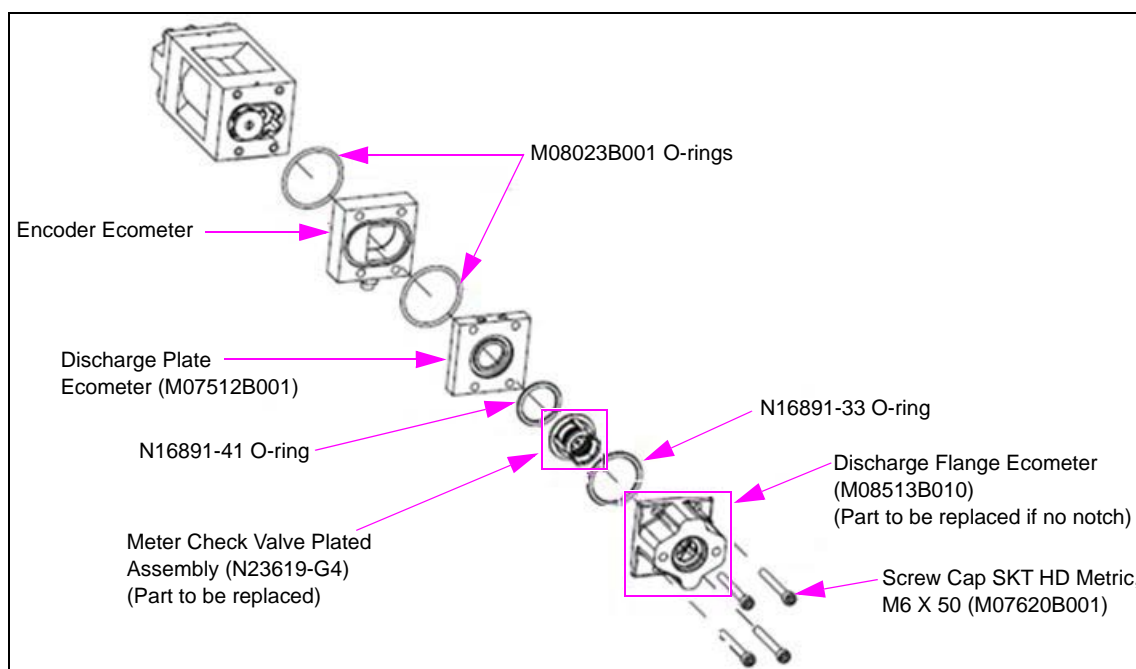 M08023B001 O-rings
Encoder Ecometer
Discharge Plate
Ecometer (M07512B001)
N16891-33 O-ring
N16891-41 O-ring
Discharge Flange Ecometer
(M08513B010)
(Part to be replaced if no notch)
Meter Check Valve Plated
Assembly (N23619-G4)
(Part to be replaced)
Screw Cap SKT HD Metric,
M6 X 50 (M07620B001)